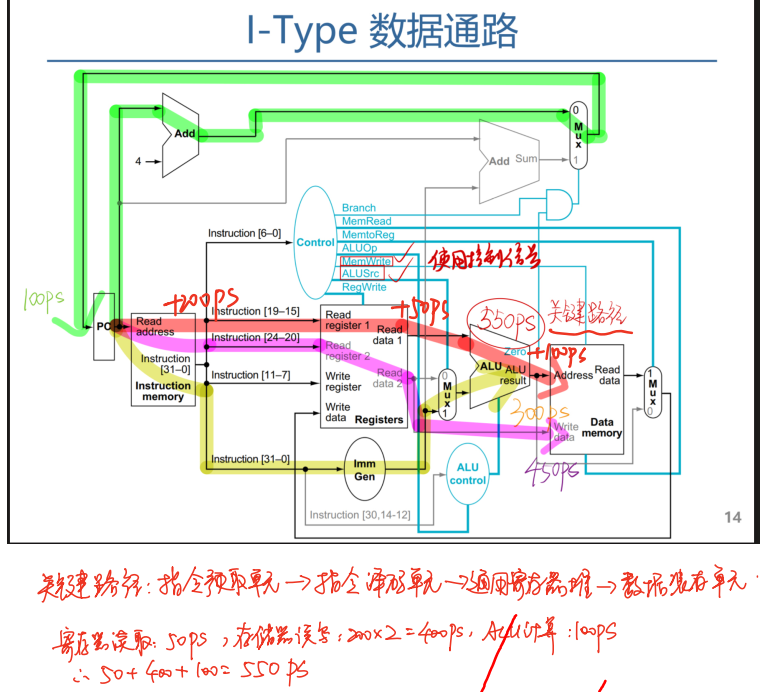 I-Type 数据通路
Add
4
0
Mux
1
Add Sum
Branch
MemRead
MemtoReg
ALUOp
MemWrite
ALUSrc
RegWrite
Control
使用控制信号
Instruction [6–0]
100ps
PC
+200ps
Read address
Instruction [31–0]
Instruction memory
Instruction [19–15]
Instruction [24–20]
Instruction [11–7]
Instruction [31–0]
Read register 1
Read register 2
Write register
Write data
Read data 1
Read data 2
Registers
+50ps
0
Mux
1
550ps
关键路径
Zero
+100ps
ALU ALU result
300ps
Address
Read data
Write data
Data memory
1
Mux
0
450ps
Imm Gen
ALU control
Instruction [30,14-12]
14
关键路径:指令预取单元→指令译码单元→通用寄存器堆→数据缓存单元.
寄存器读取:50ps,存储器读写:200×2=400ps,ALU计算:100ps
∴ 50+400+100=550ps